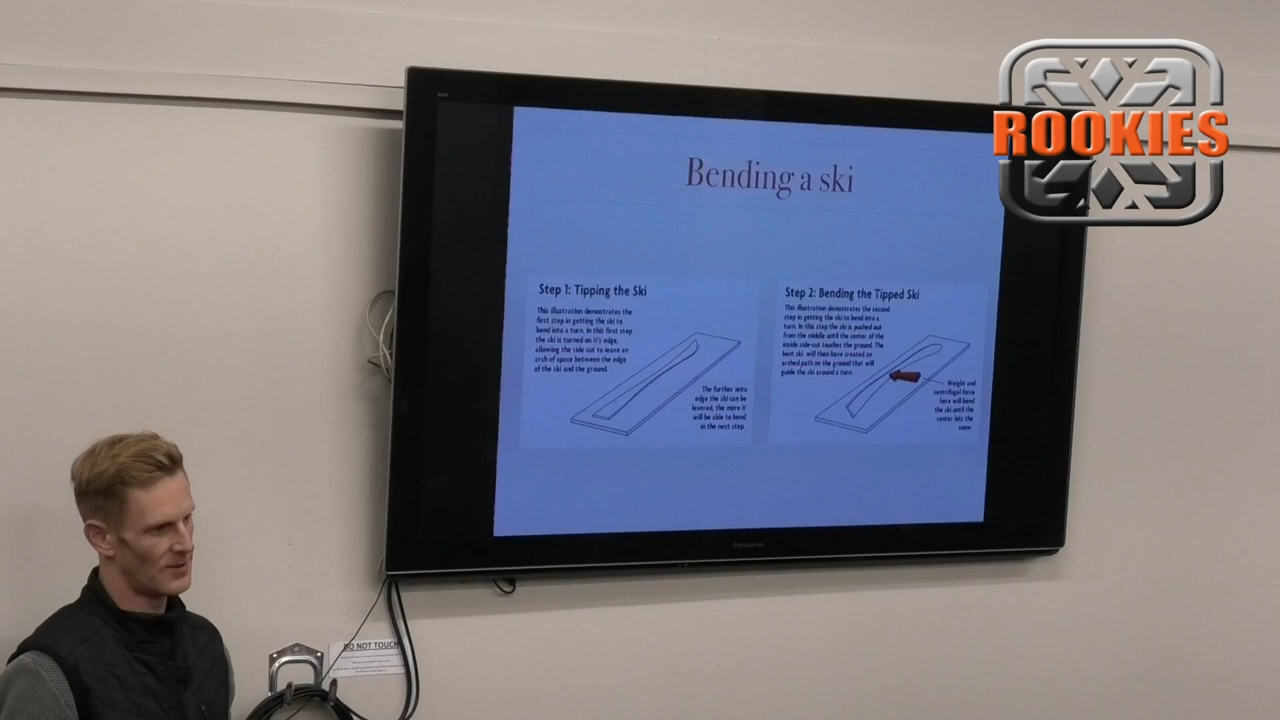 ROOKIES
Bending a ski
Step 1: Tipping the Ski
This illustration demostrates the
first step in getting the ski to
bend into a turn. In this first step
the ski is turned on it's edge,
allowing the side cut to leave an
arch of space between the edge
of the ski and the ground.
The further onto
edge the ski can be
levered, the more it
will be able to bend
in the next step.
Step 2: Bending the Tipped Ski
This illustration demostrates the second
step in getting the ski to bend into a
turn. In this step the ski is pushed out
from the middle until the center of the
inside side-cut touches the ground. The
bent ski will then have created an
arched path on the ground that will
guide the ski around a turn.
Weight and
centrifugal force
here will bend
the ski until the
center hits the
snow.
Panasonic
DO NOT TOUCH